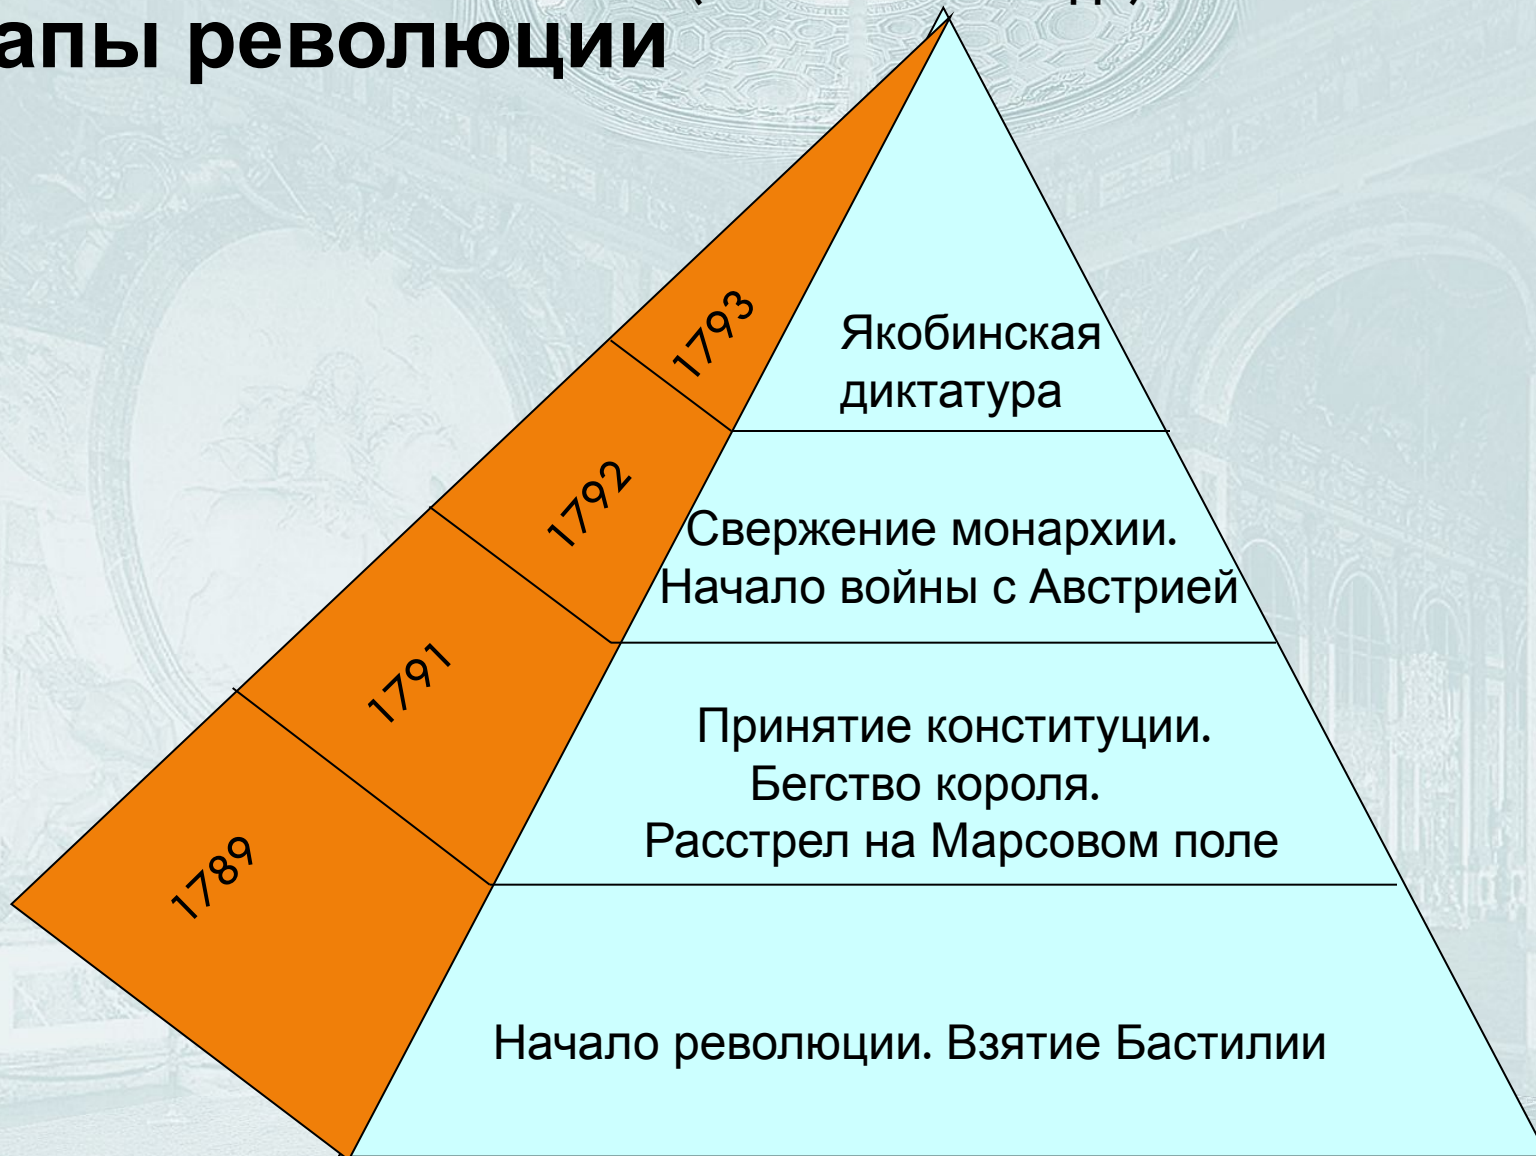 апы революции
1793
Якобинская
диктатура
1792
Свержение монархии.
Начало войны с Австрией
1791
Принятие конституции.
Бегство короля.
Расстрел на Марсовом поле
1789
Начало революции. Взятие Бастилии